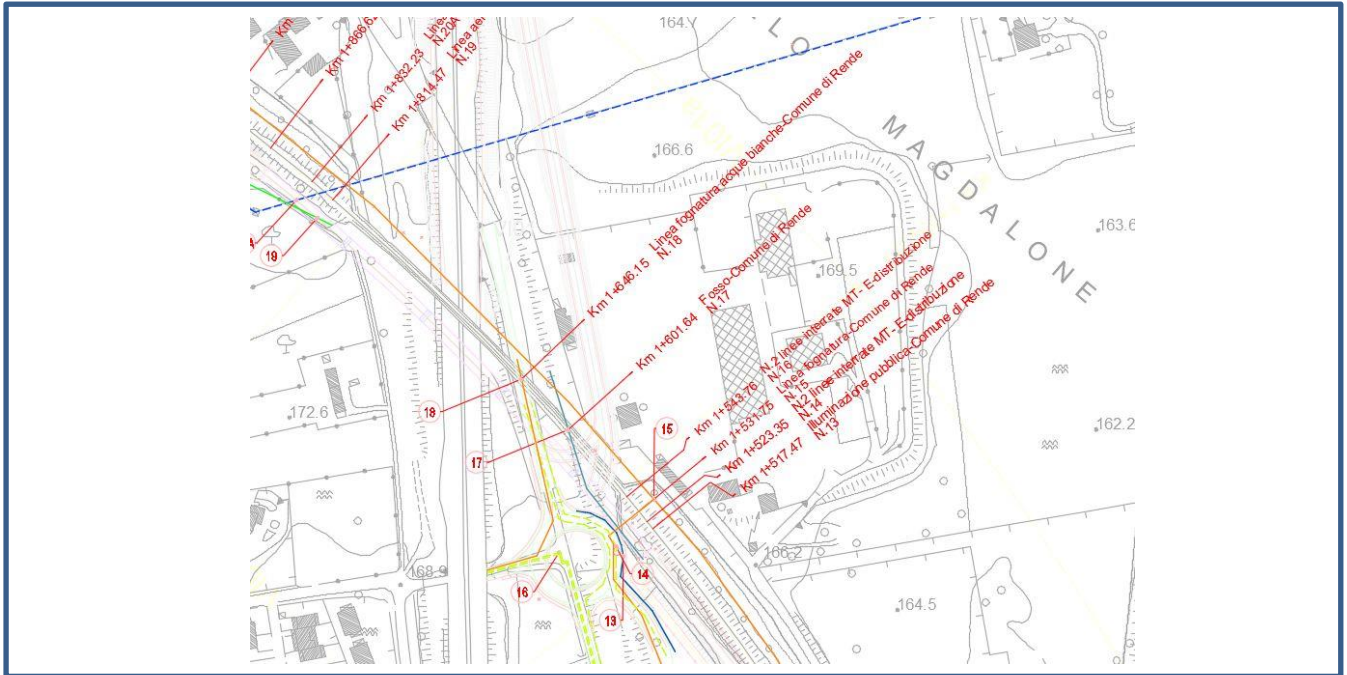 164.
LO
Km
Km 1+866.6
Km 1+832.23
N.20A
Km 1+814.47
Linea ae
N.19
Km 1+646.15
Linea fognatura acque bianche-Comune di Rende
N.18
166.6
MAGDALONE
163.6
Km 1+601.64
Fosso-Comune di Rende
N.17
169.5
Km 1+543.76
N.2 linee interrate MT- E-distribuzione
N.16
Km 1+531.75
Linea fognatura-Comune di Rende
N.15
Km 1+523.35
N.2 linee interrate MT- E-distribuzione
N.14
Km 1+517.47
Illuminazione pubblica-Comune di Rende
N.13
A
19
172.6
18
15
162.2
17
166.2
168.9
16
14
164.5
13